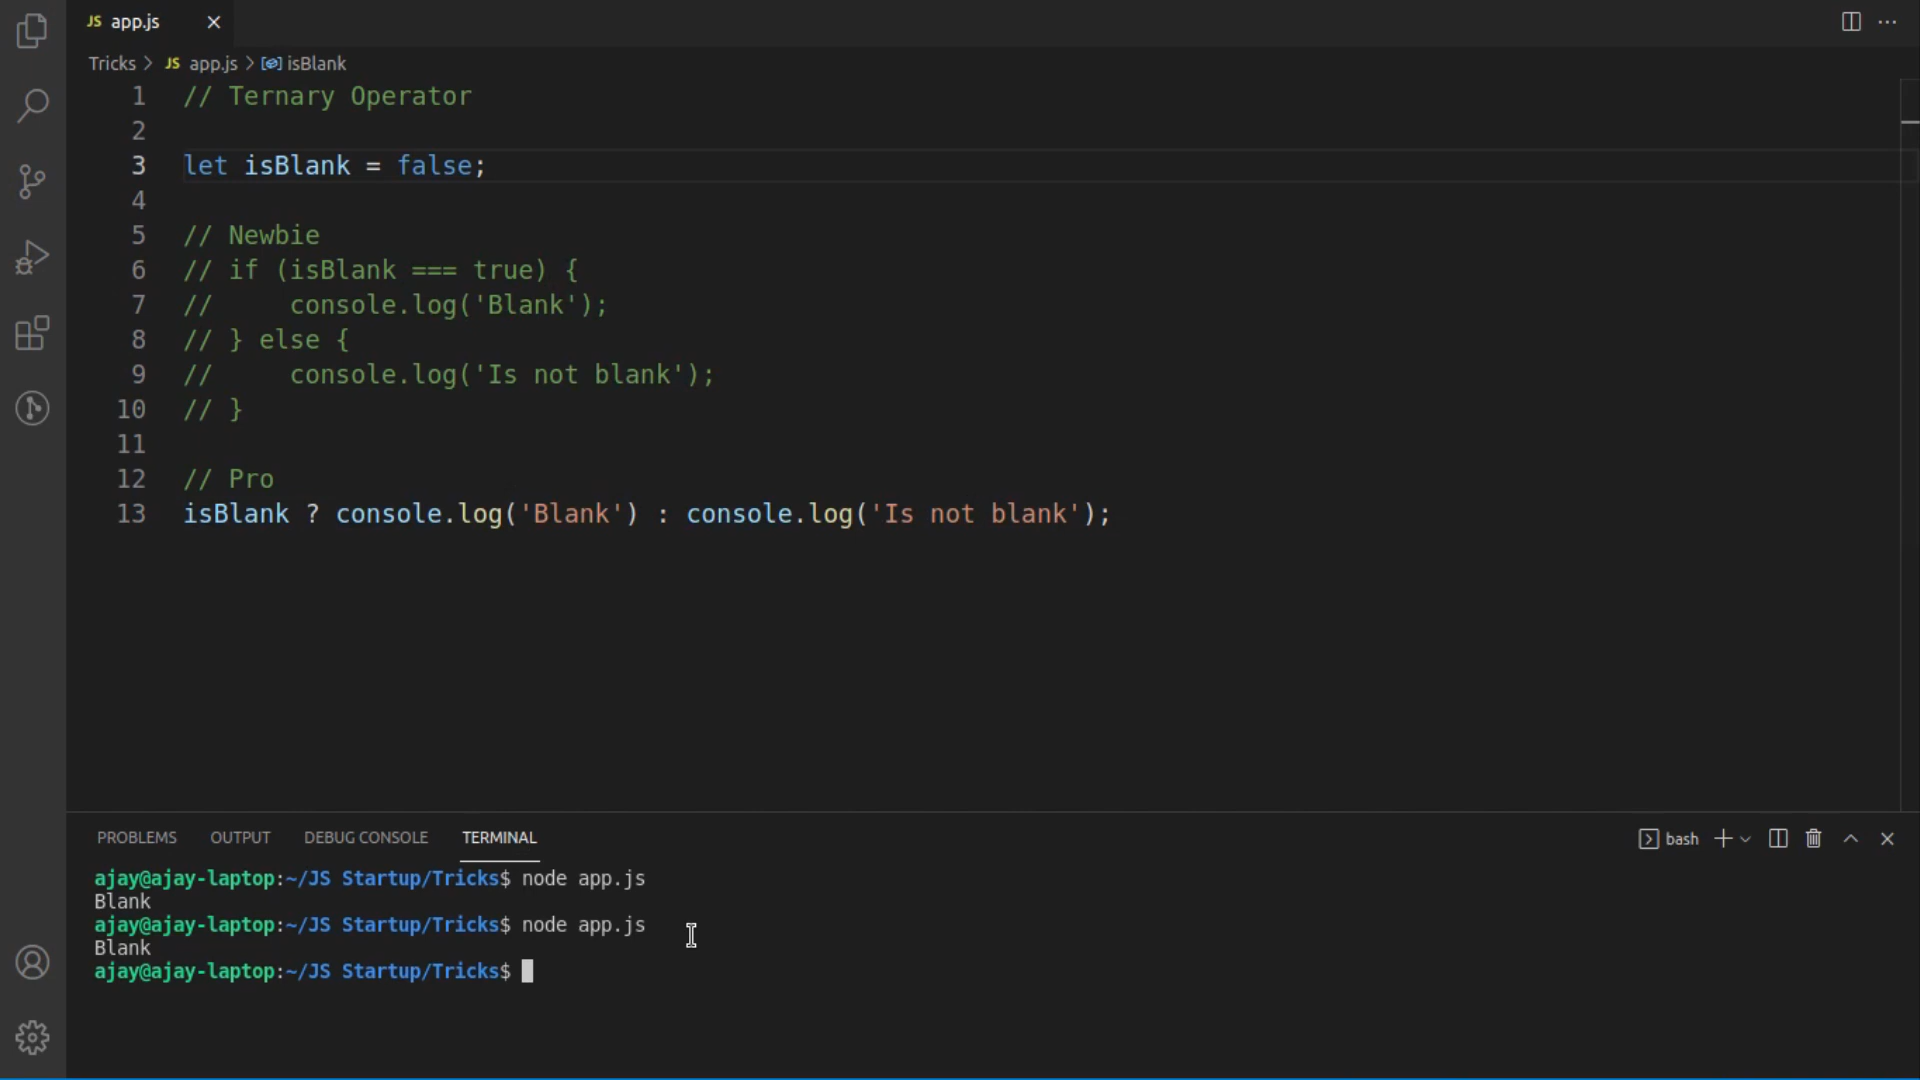 JS app.js
Tricks > JS app.js > isBlank
1 // Ternary Operator
2
3 let isBlank = false;
4
5 // Newbie
6 // if (isBlank === true) {
7 //     console.log('Blank');
8 // } else {
9 //     console.log('Is not blank');
10 // }
11
12 // Pro
13 isBlank ? console.log('Blank') : console.log('Is not blank');
PROBLEMS OUTPUT DEBUG CONSOLE TERMINAL bash
ajay@ajay-laptop:~/JS Startup/Tricks$ node app.js
Blank
ajay@ajay-laptop:~/JS Startup/Tricks$ node app.js
Blank
ajay@ajay-laptop:~/JS Startup/Tricks$